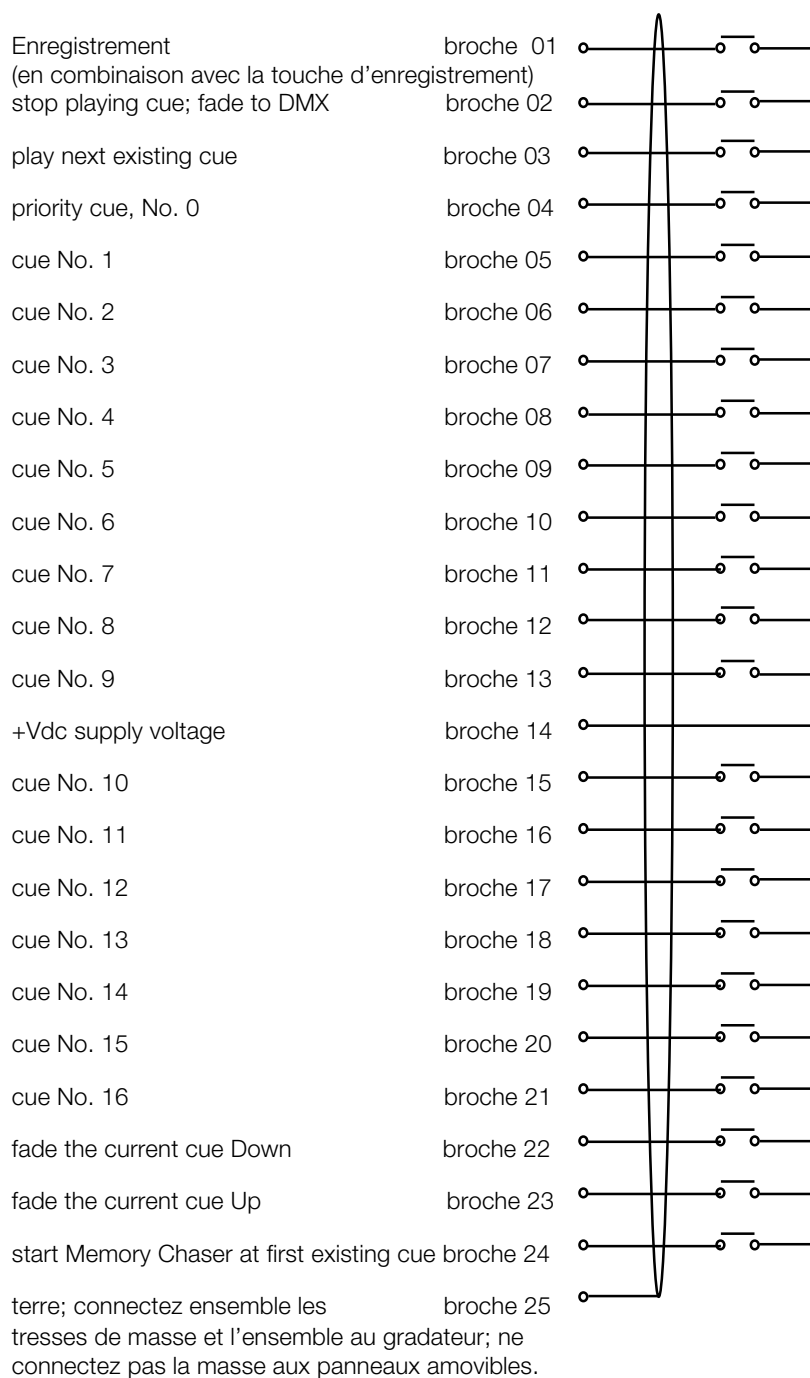 Enregistrement broche 01
(en combinaison avec la touche d’enregistrement)
stop playing cue; fade to DMX broche 02
play next existing cue broche 03
priority cue, No. 0 broche 04
cue No. 1 broche 05
cue No. 2 broche 06
cue No. 3 broche 07
cue No. 4 broche 08
cue No. 5 broche 09
cue No. 6 broche 10
cue No. 7 broche 11
cue No. 8 broche 12
cue No. 9 broche 13
+Vdc supply voltage broche 14
cue No. 10 broche 15
cue No. 11 broche 16
cue No. 12 broche 17
cue No. 13 broche 18
cue No. 14 broche 19
cue No. 15 broche 20
cue No. 16 broche 21
fade the current cue Down broche 22
fade the current cue Up broche 23
start Memory Chaser at first existing cue broche 24
terre; connectez ensemble les broche 25
tresses de masse et l’ensemble au gradateur; ne
connectez pas la masse aux panneaux amovibles.